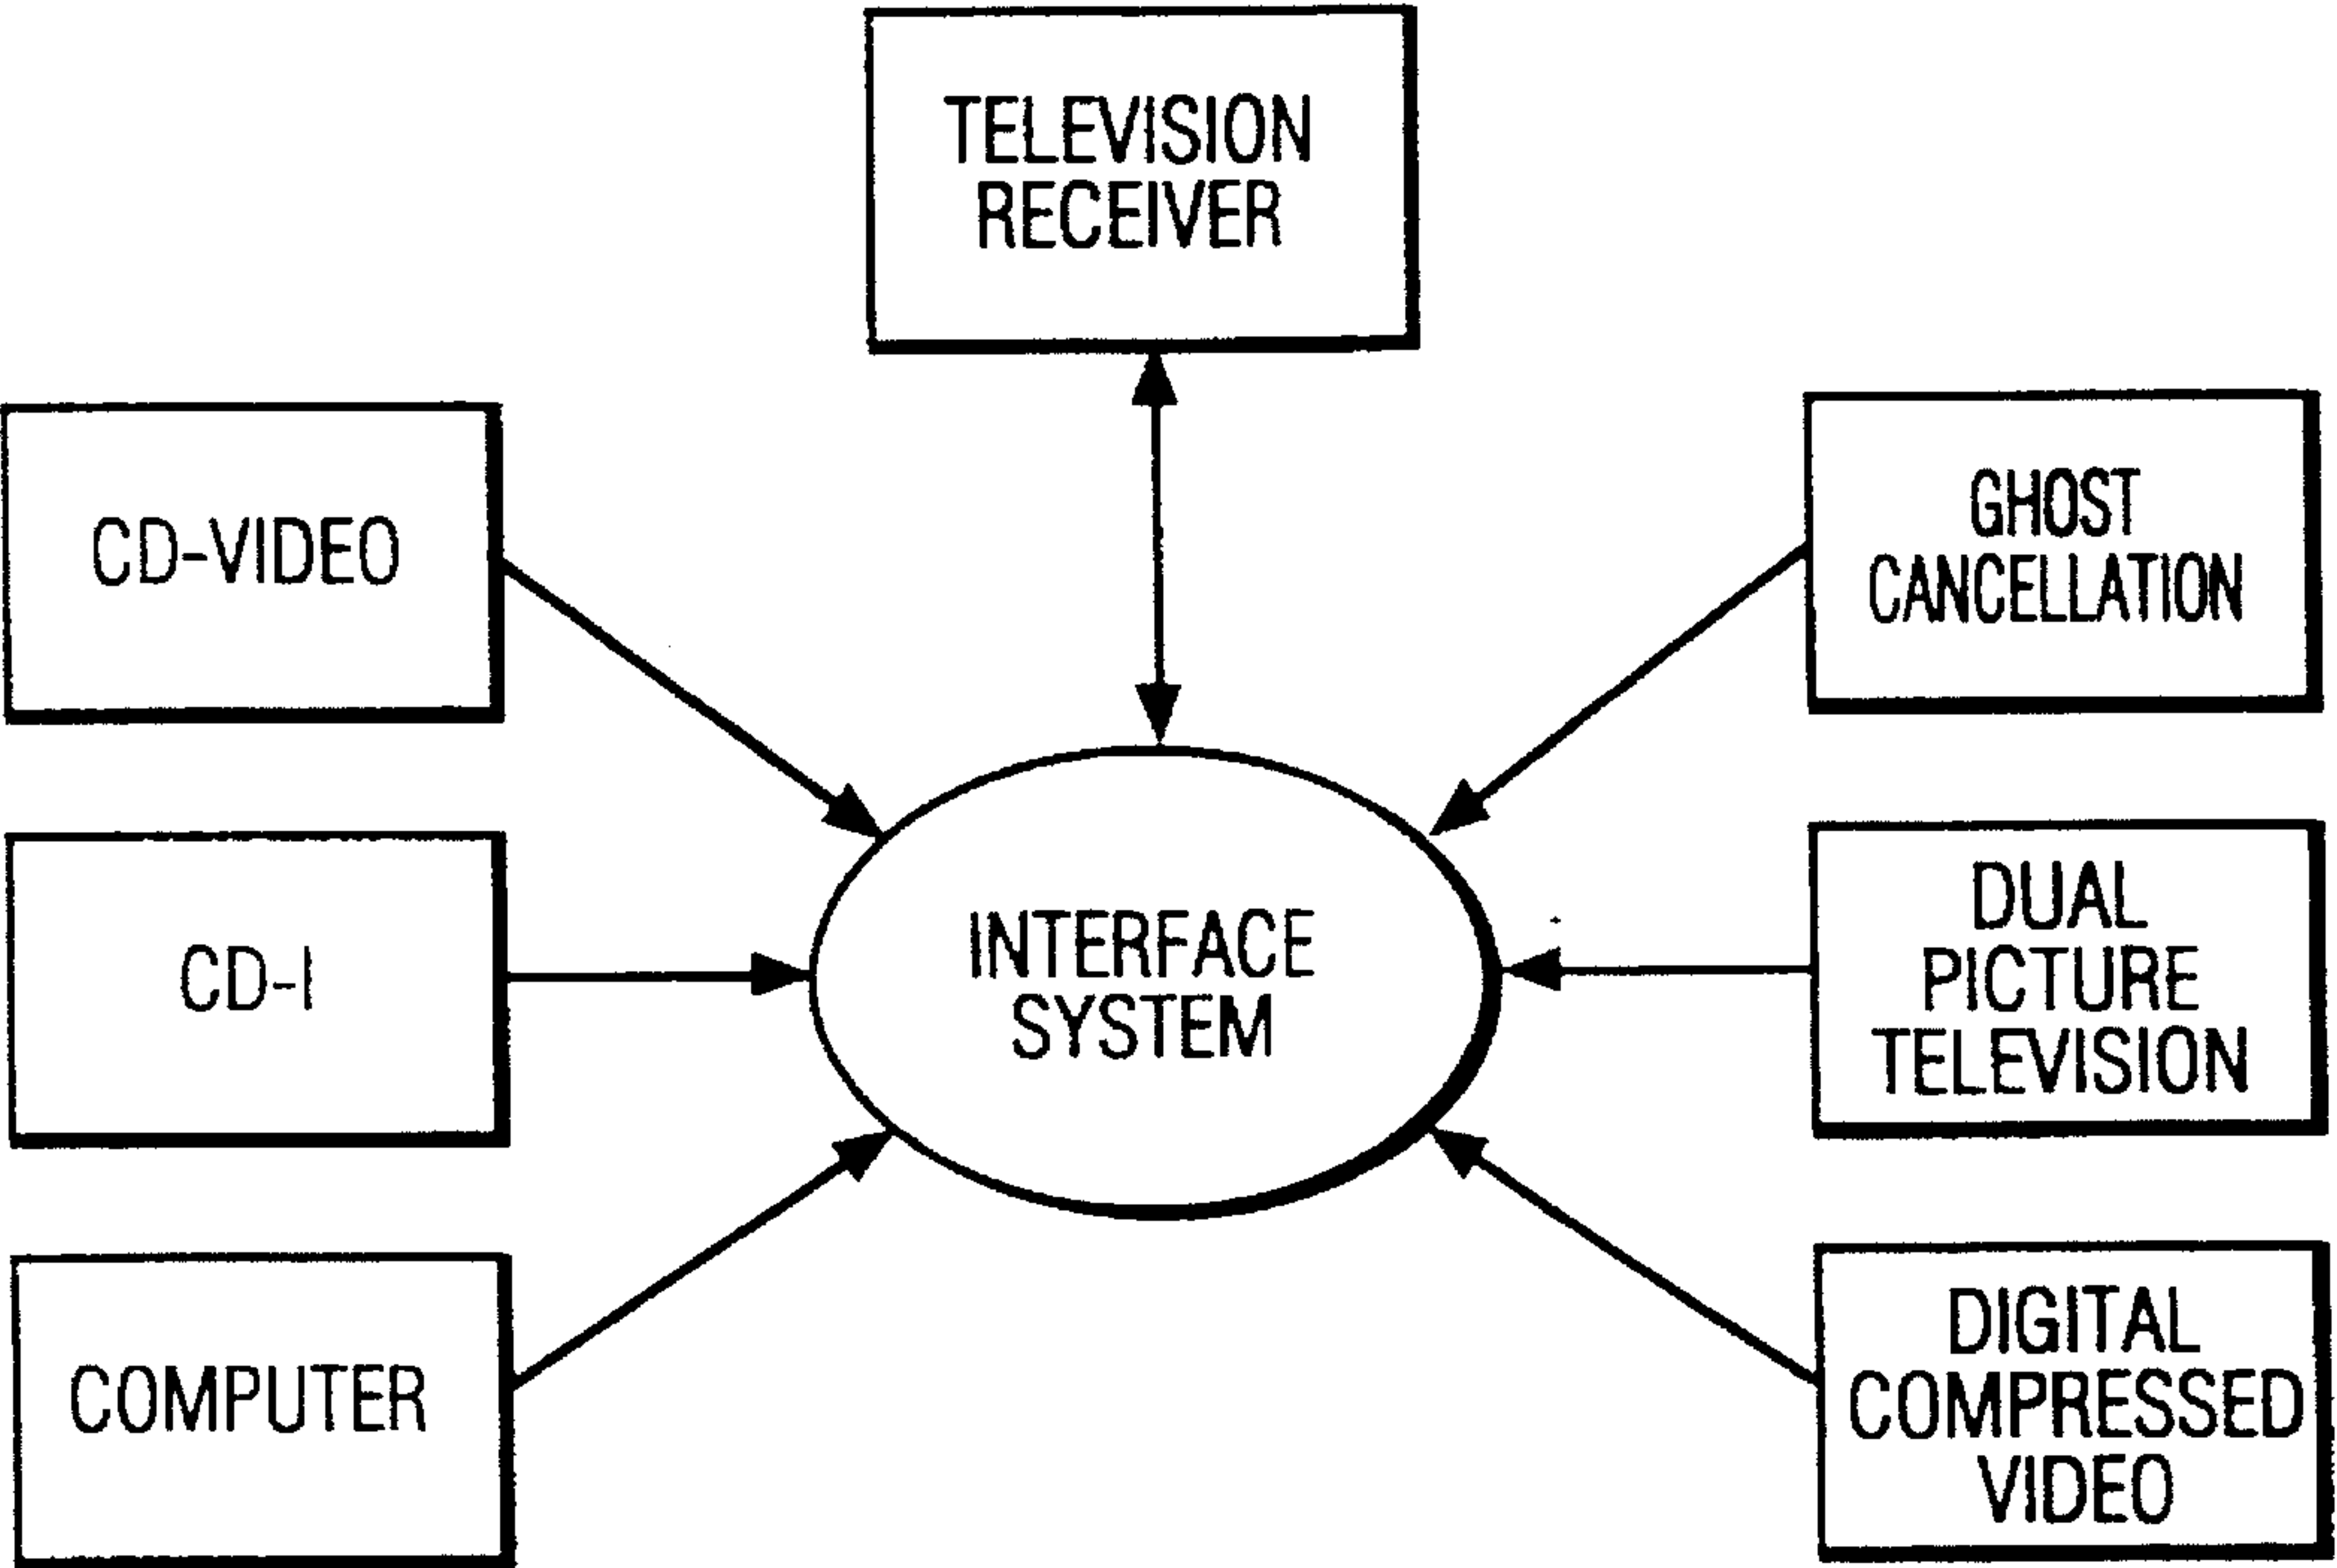 TELEVISION
RECEIVER
CD-VIDEO
GHOST
CANCELLATION
CD-I
INTERFACE
SYSTEM
DUAL
PICTURE
TELEVISION
COMPUTER
DIGITAL
COMPRESSED
VIDEO